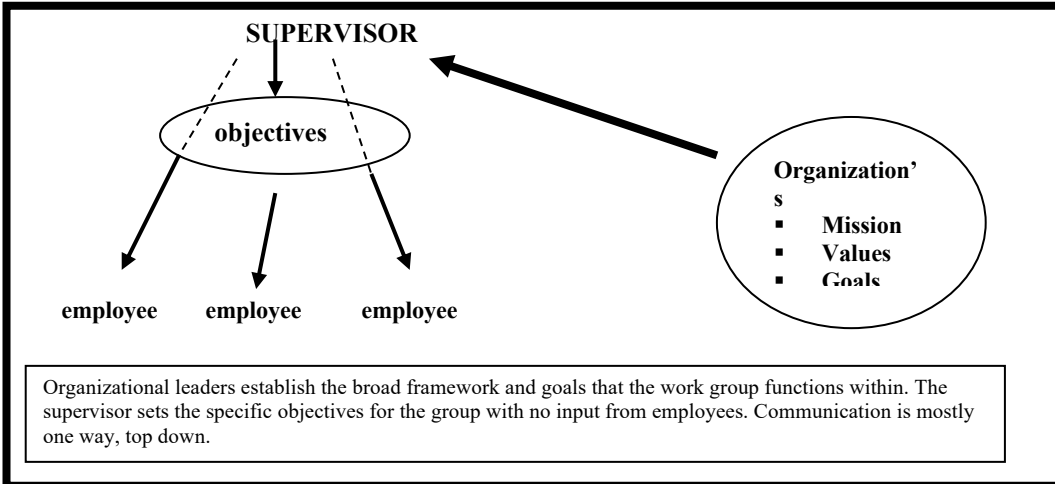 SUPERVISOR
objectives
Organization’
s
▪ Mission
▪ Values
▪ Goals
employee employee employee
Organizational leaders establish the broad framework and goals that the work group functions within. The
supervisor sets the specific objectives for the group with no input from employees. Communication is mostly
one way, top down.